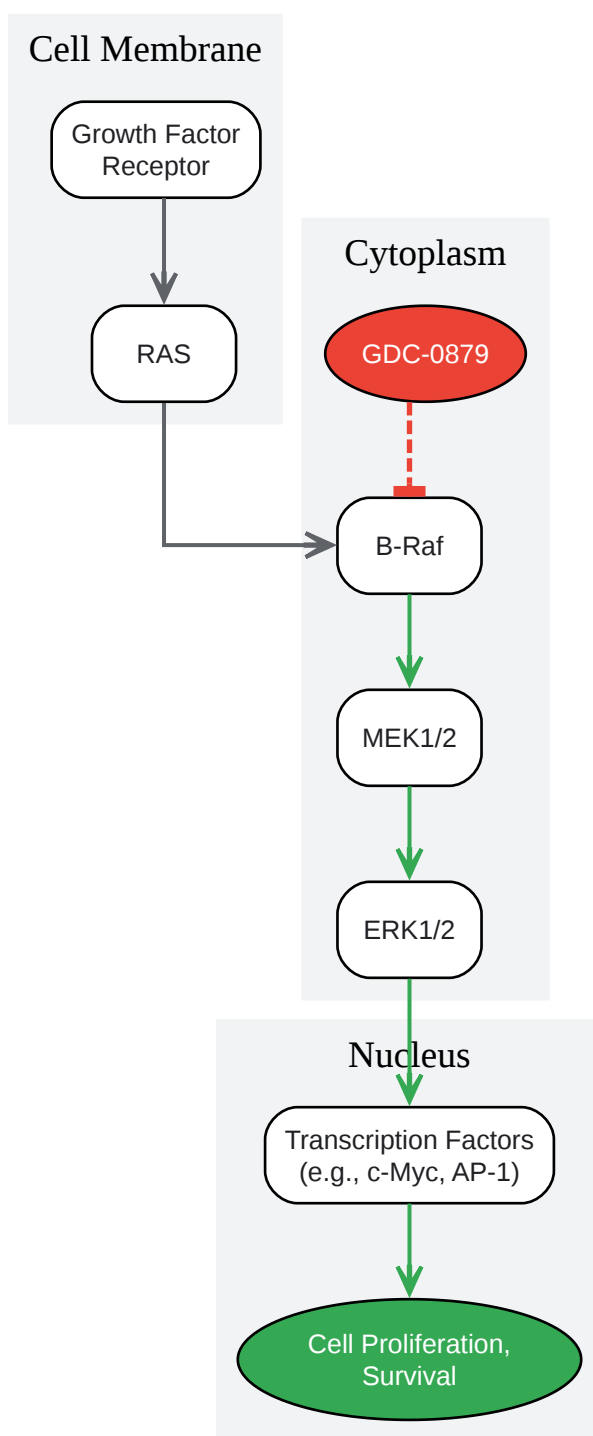 Cell Membrane
Growth Factor
Receptor
RAS
Cytoplasm
GDC-0879
B-Raf
MEK1/2
ERK1/2
Nucleus
Transcription Factors
(e.g., c-Myc, AP-1)
Cell Proliferation,
Survival